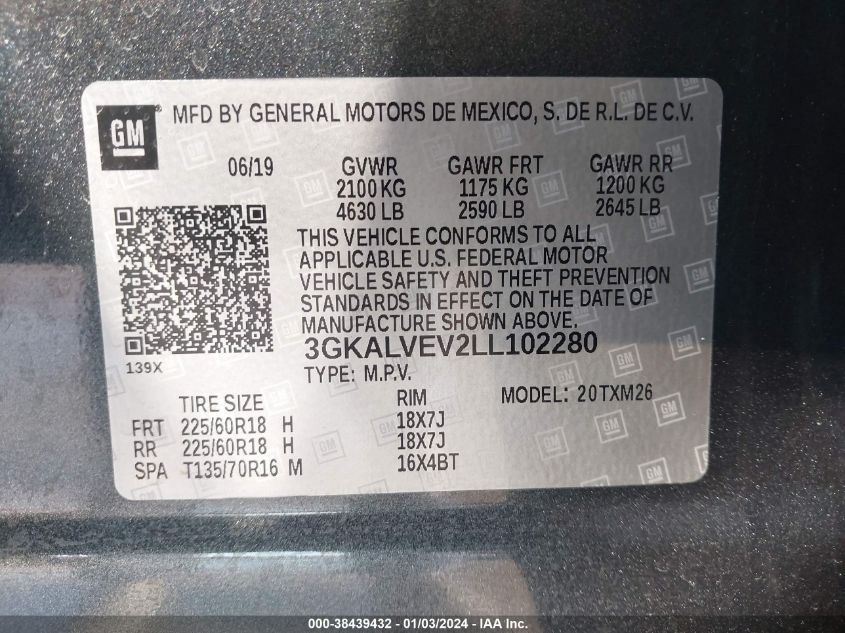 GM
MFD BY GENERAL MOTORS DE MEXICO, S. DE R.L. DE C.V.
06/19 GVWR GAWR FRT GAWR RR
2100 KG 1175 KG 1200 KG
4630 LB 2590 LB 2645 LB
THIS VEHICLE CONFORMS TO ALL
APPLICABLE U.S. FEDERAL MOTOR
VEHICLE SAFETY AND THEFT PREVENTION
STANDARDS IN EFFECT ON THE DATE OF
MANUFACTURE SHOWN ABOVE.
3GKALVEV2LL102280
139X
TYPE: M.P.V.
TIRE SIZE RIM MODEL: 20TXM26
FRT 225/60R18 H 18X7J
RR 225/60R18 H 18X7J
SPA T135/70R16 M 16X4BT
000-38439432 - 01/03/2024 - IAA Inc.